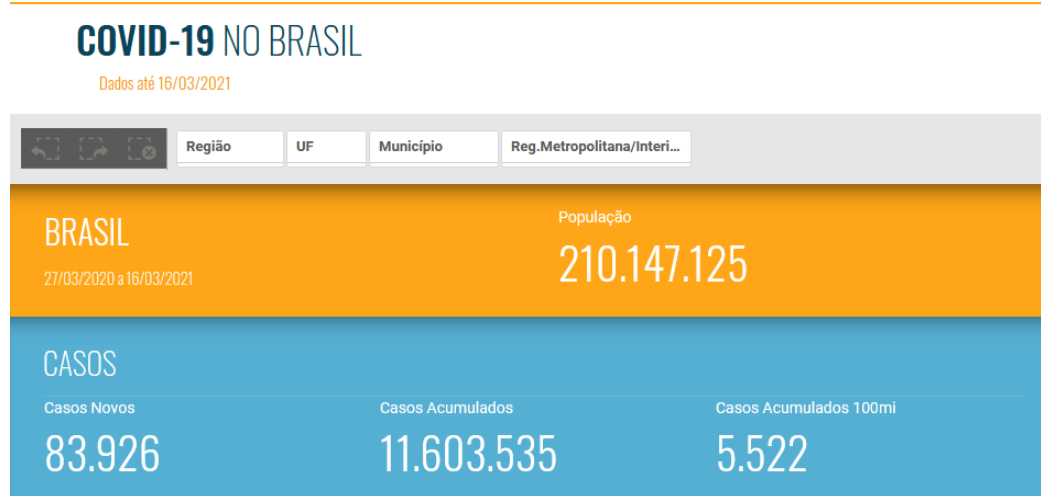 COVID-19 NO BRASIL
Dados até 16/03/2021
Região UF Município Reg.Metropolitana/Interi...
BRASIL
27/03/2020 a 16/03/2021
População
210.147.125
CASOS
Casos Novos Casos Acumulados Casos Acumulados 100mi
83.926 11.603.535 5.522